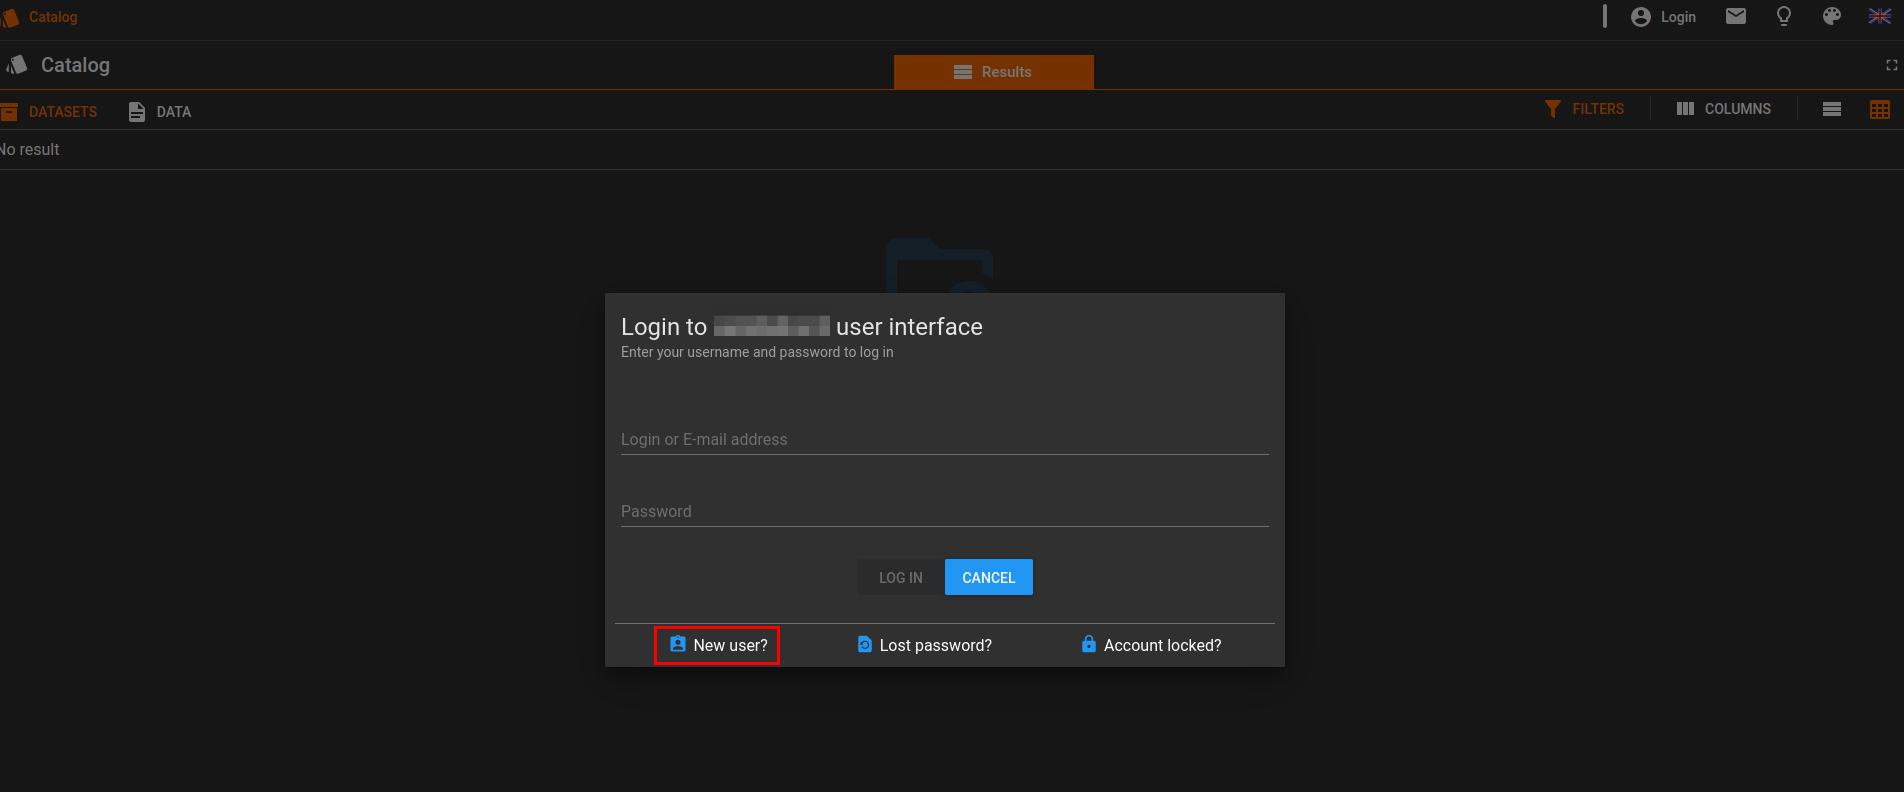 Catalog
Login
Catalog
Results
DATASETS DATA
FILTERS COLUMNS
No result
Login to user interface
Enter your username and password to log in
Login or E-mail address
Password
LOG IN CANCEL
New user? Lost password? Account locked?